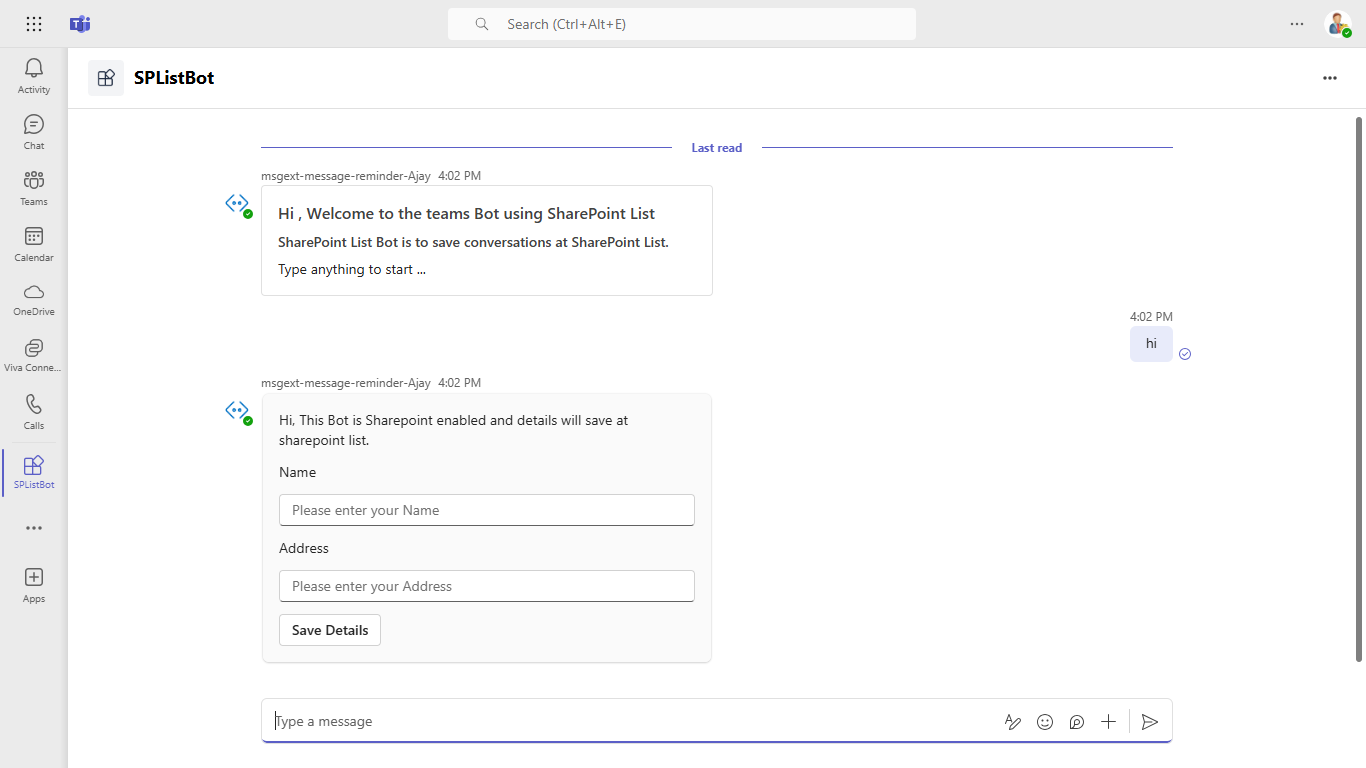 Search (Ctrl+Alt+E)
Activity
Chat
Teams
Calendar
OneDrive
Viva Conne...
Calls
SPListBot
Apps
SPListBot
Last read
msgext-message-reminder-Ajay 4:02 PM
Hi , Welcome to the teams Bot using SharePoint List
SharePoint List Bot is to save conversations at SharePoint List.
Type anything to start ...
4:02 PM
hi
msgext-message-reminder-Ajay 4:02 PM
Hi, This Bot is Sharepoint enabled and details will save at
sharepoint list.
Name
Please enter your Name
Address
Please enter your Address
Save Details
Type a message